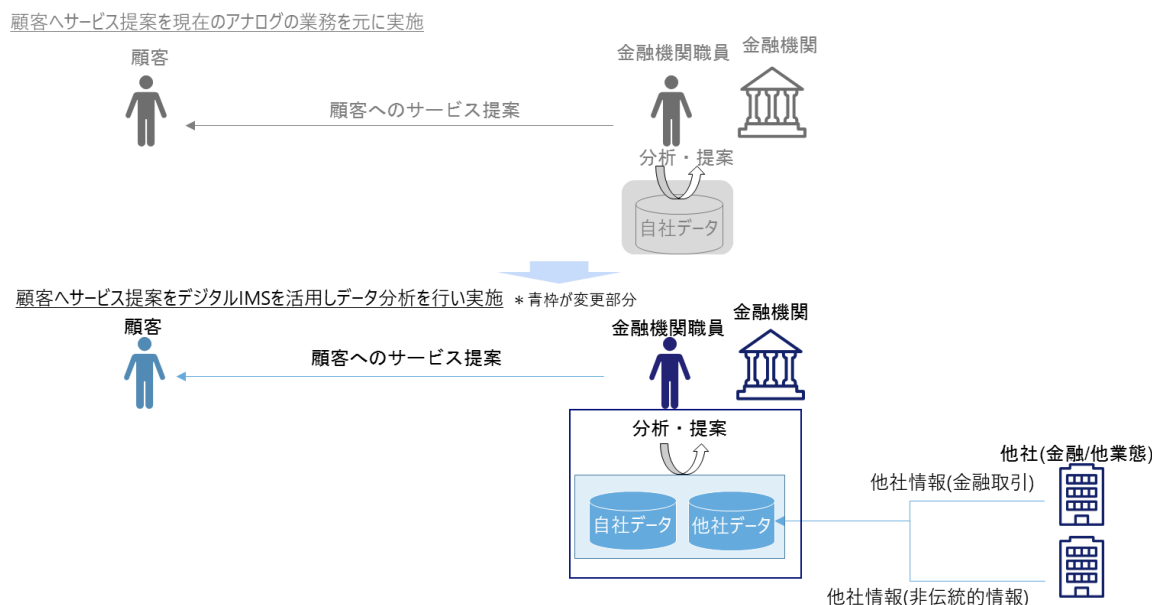 顧客へサービス提案を現在のアナログの業務を元に実施
顧客
金融機関職員
金融機関
顧客へのサービス提案
分析・提案
自社データ
顧客へサービス提案をデジタルIMSを活用しデータ分析を行い実施 ＊青枠が変更部分
顧客
金融機関職員
金融機関
顧客へのサービス提案
分析・提案
自社データ
他社データ
他社(金融/他業態)
他社情報(金融取引)
他社情報(非伝統的情報)